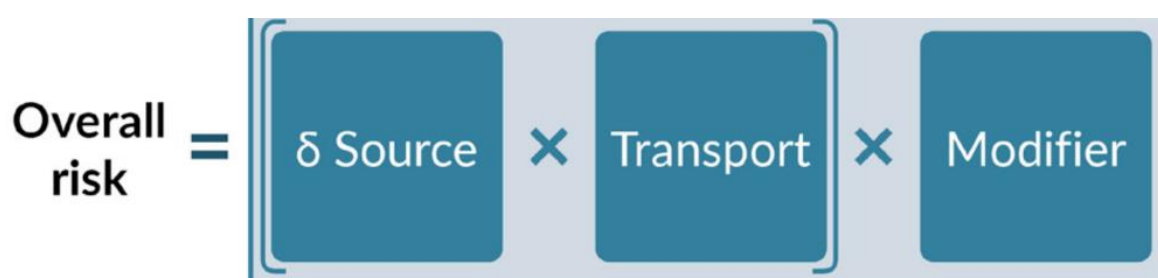 Overall
risk
= [ δ Source × Transport ] × Modifier